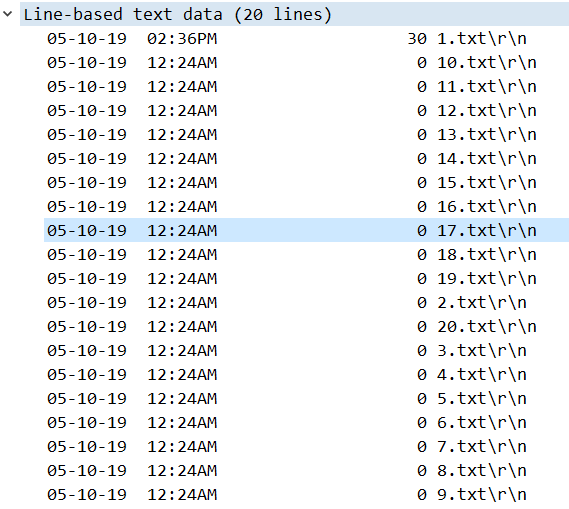 Line-based text data (20 lines)
05-10-19 02:36PM 30 1.txt\r\n
05-10-19 12:24AM 0 10.txt\r\n
05-10-19 12:24AM 0 11.txt\r\n
05-10-19 12:24AM 0 12.txt\r\n
05-10-19 12:24AM 0 13.txt\r\n
05-10-19 12:24AM 0 14.txt\r\n
05-10-19 12:24AM 0 15.txt\r\n
05-10-19 12:24AM 0 16.txt\r\n
05-10-19 12:24AM 0 17.txt\r\n
05-10-19 12:24AM 0 18.txt\r\n
05-10-19 12:24AM 0 19.txt\r\n
05-10-19 12:24AM 0 2.txt\r\n
05-10-19 12:24AM 0 20.txt\r\n
05-10-19 12:24AM 0 3.txt\r\n
05-10-19 12:24AM 0 4.txt\r\n
05-10-19 12:24AM 0 5.txt\r\n
05-10-19 12:24AM 0 6.txt\r\n
05-10-19 12:24AM 0 7.txt\r\n
05-10-19 12:24AM 0 8.txt\r\n
05-10-19 12:24AM 0 9.txt\r\n